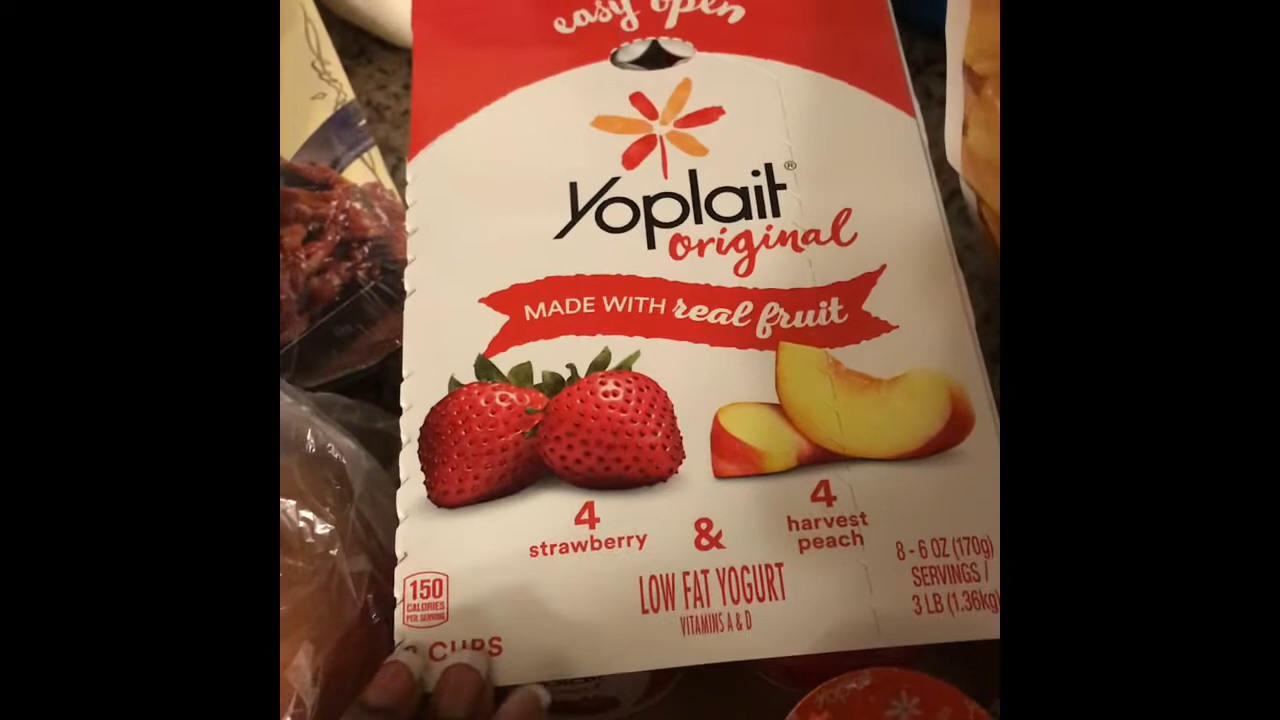 easy open
Yoplait®
original
MADE WITH real fruit
4
strawberry
&
4
harvest
peach
LOW FAT YOGURT
VITAMINS A & D
8 - 6 OZ (170g)
SERVINGS /
3 LB (1.36kg)
150
CALORIES
PER SERVING
CUPS